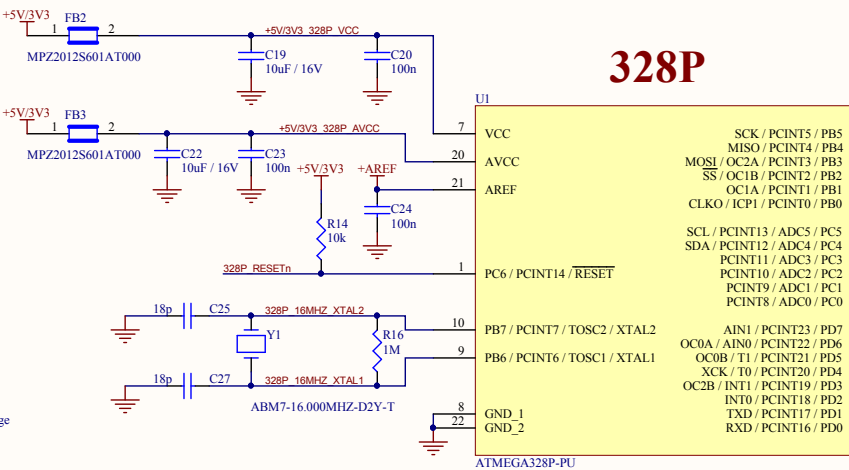 +5V/3V3
FB2
1
2
MPZ2012S601AT000
+5V/3V3 328P_VCC
C19
10uF / 16V
C20
100n
328P
U1
+5V/3V3
FB3
1
2
MPZ2012S601AT000
+5V/3V3_328P_AVCC
C22
10uF / 16V
C23
100n
+5V/3V3
+AREF
C24
100n
R14
10k
328P_RESETn
18p
C25
328P_16MHZ_XTAL2
Y1
R16
1M
18p
C27
328P_16MHZ_XTAL1
ABM7-16.000MHZ-D2Y-T
ge
7
VCC
20
AVCC
21
AREF
1
PC6 / PCINT14 / RESET
10
PB7 / PCINT7 / TOSC2 / XTAL2
9
PB6 / PCINT6 / TOSC1 / XTAL1
8
GND_1
22
GND_2
SCK / PCINT5 / PB5
MISO / PCINT4 / PB4
MOSI / OC2A / PCINT3 / PB3
SS / OC1B / PCINT2 / PB2
OC1A / PCINT1 / PB1
CLKO / ICP1 / PCINT0 / PB0
SCL / PCINT13 / ADC5 / PC5
SDA / PCINT12 / ADC4 / PC4
PCINT11 / ADC3 / PC3
PCINT10 / ADC2 / PC2
PCINT9 / ADC1 / PC1
PCINT8 / ADC0 / PC0
AIN1 / PCINT23 / PD7
OC0A / AIN0 / PCINT22 / PD6
OC0B / T1 / PCINT21 / PD5
XCK / T0 / PCINT20 / PD4
OC2B / INT1 / PCINT19 / PD3
INT0 / PCINT18 / PD2
TXD / PCINT17 / PD1
RXD / PCINT16 / PD0
ATMEGA328P-PU